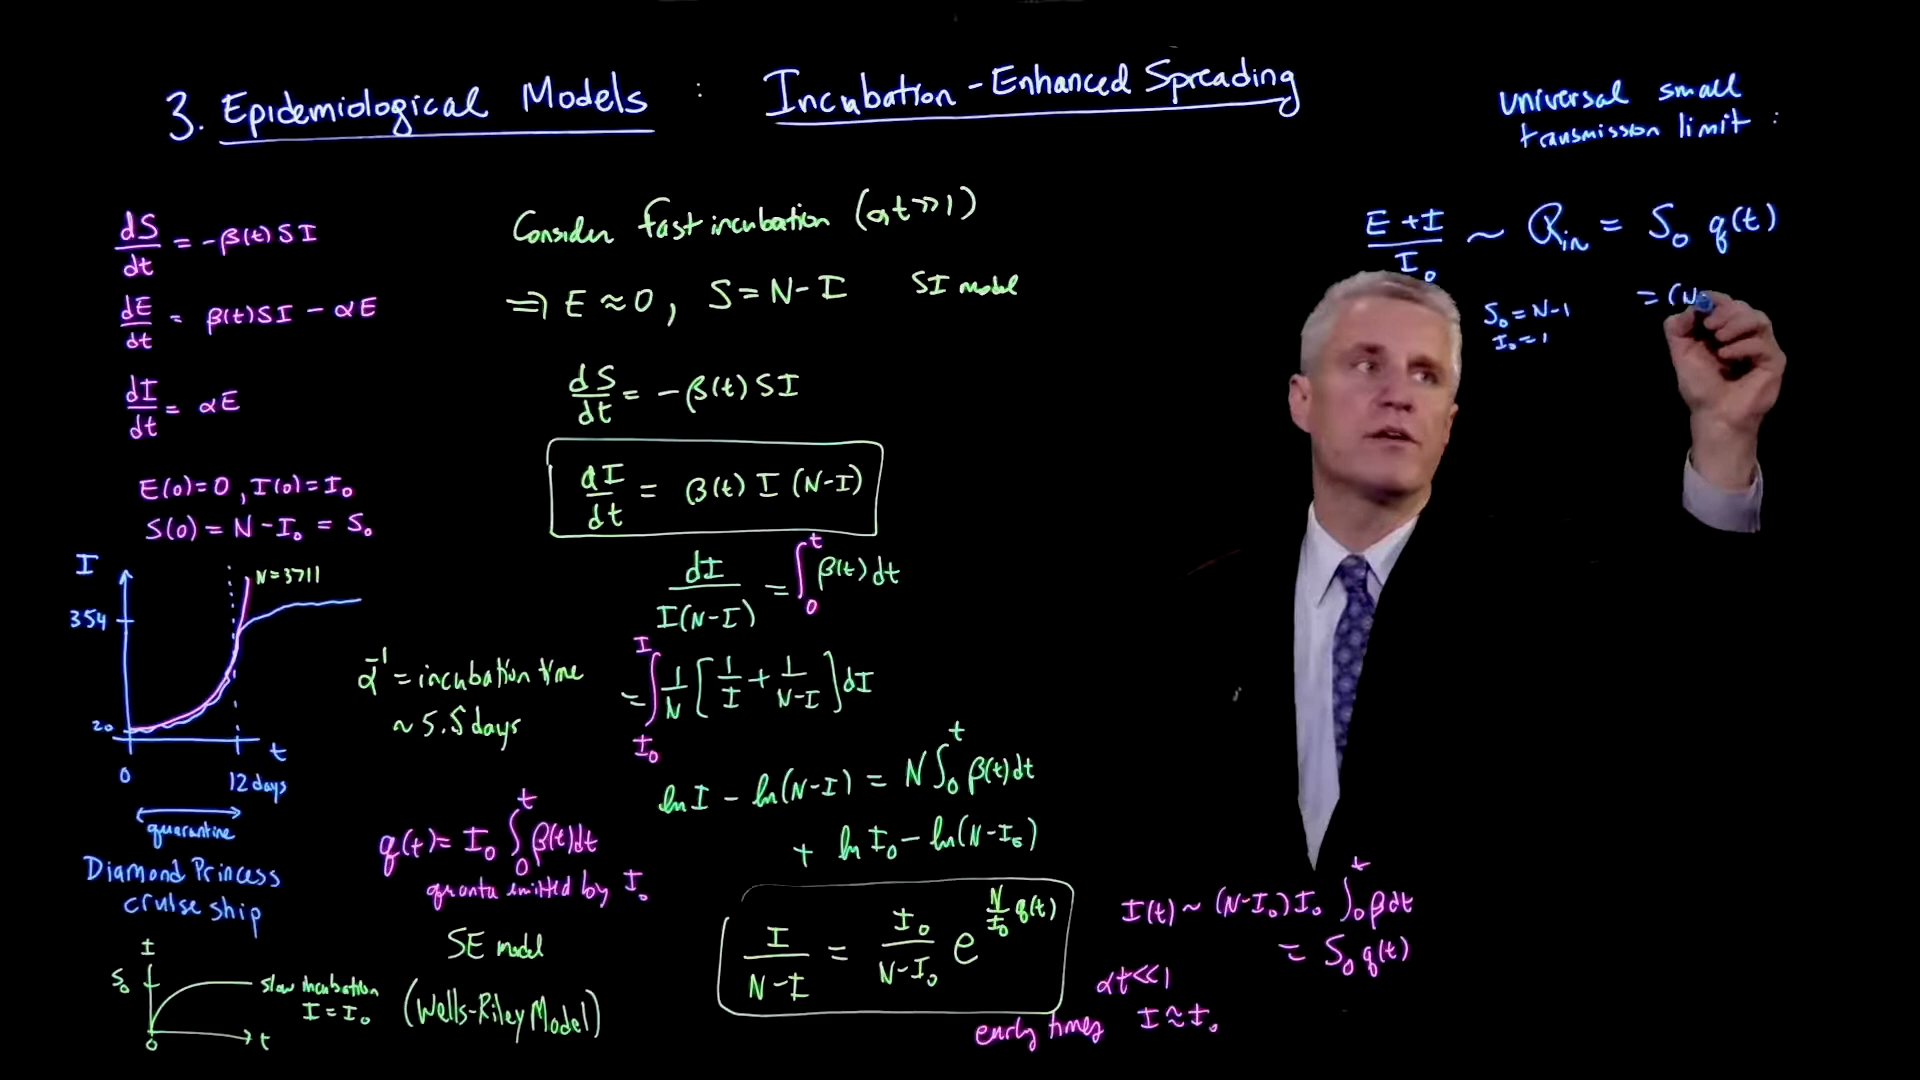 3. Epidemiological Models : Incubation-Enhanced Spreading
universal small
transmission limit :
dS/dt = -β(t) S I
dE/dt = β(t) S I - αE
dI/dt = αE
E(0)=0, I(0)=I₀
S(0) = N-I₀ = S₀
I
N=3711
354
20
0
12 days
t
quarantine
Diamond Princess
cruise ship
I
S₀
slow incubation
I=I₀
0
t
α⁻¹ = incubation time
~ 5.5 days
q(t) = I₀ ∫₀ᵗ β(t)dt
quanta emitted by I₀
SE model
(Wells-Riley Model)
Consider fast incubation (αt>>1)
⇒ E≈0, S=N-I SI model
dS/dt = -β(t) S I
dI/dt = β(t) I (N-I)
dI/I(N-I) = ∫₀ᵗ β(t)dt
= ∫_{I₀}^{I} 1/N [1/I + 1/N-I] dI
ln I - ln(N-I) = N∫₀ᵗ β(t)dt
+ ln I₀ - ln(N-I₀)
I/N-I = I₀/N-I₀ e^{N/I₀ q(t)}
I(t) ~ (N-I₀)I₀ ∫₀ᵗ βdt
= S₀ q(t)
αt<<1
early times I≈I₀
E+I/I₀ ~ Q_in = S₀ q(t)
S₀ = N-1
I₀ = 1
= (N